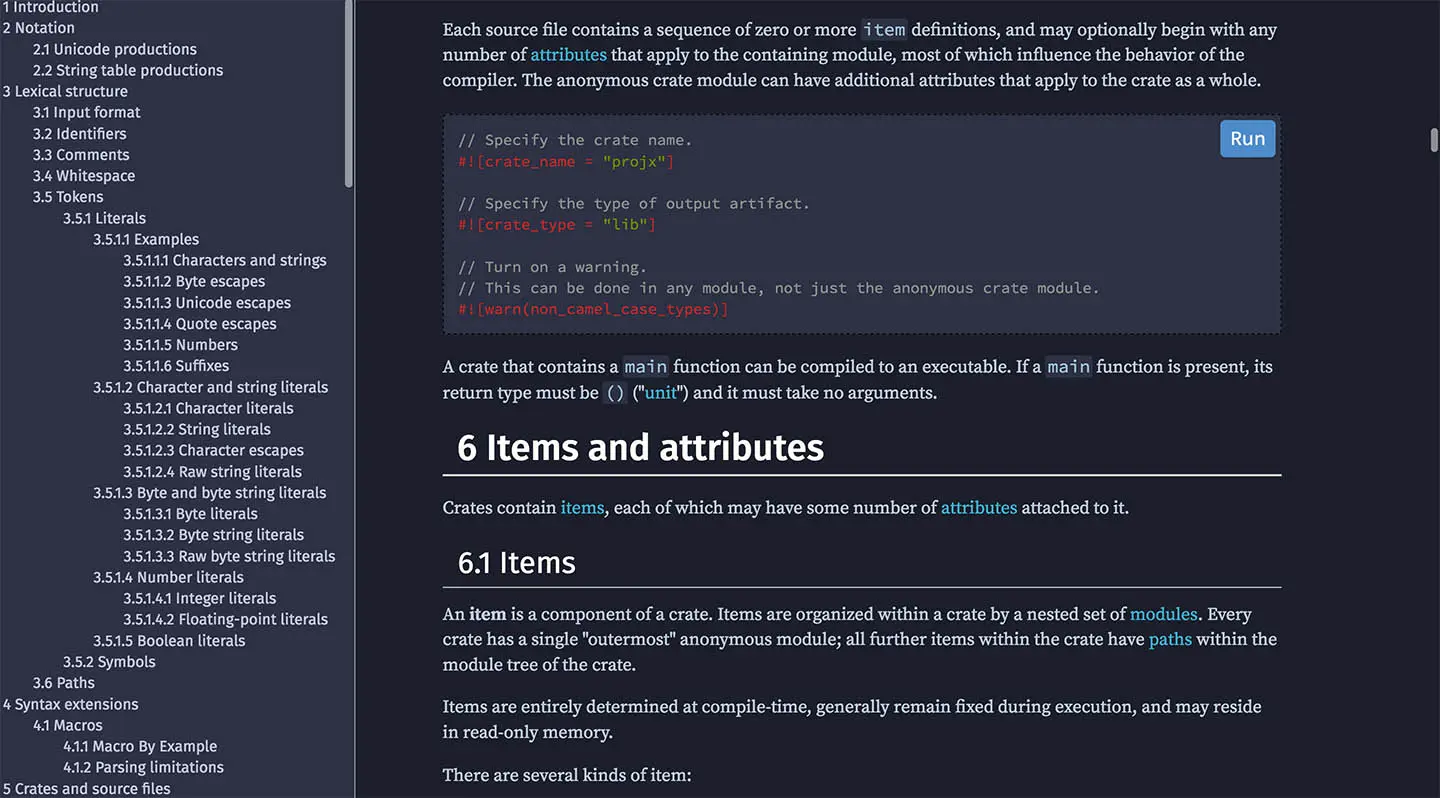 1 Introduction
2 Notation
2.1 Unicode productions
2.2 String table productions
3 Lexical structure
3.1 Input format
3.2 Identifiers
3.3 Comments
3.4 Whitespace
3.5 Tokens
3.5.1 Literals
3.5.1.1 Examples
3.5.1.1.1 Characters and strings
3.5.1.1.2 Byte escapes
3.5.1.1.3 Unicode escapes
3.5.1.1.4 Quote escapes
3.5.1.1.5 Numbers
3.5.1.1.6 Suffixes
3.5.1.2 Character and string literals
3.5.1.2.1 Character literals
3.5.1.2.2 String literals
3.5.1.2.3 Character escapes
3.5.1.2.4 Raw string literals
3.5.1.3 Byte and byte string literals
3.5.1.3.1 Byte literals
3.5.1.3.2 Byte string literals
3.5.1.3.3 Raw byte string literals
3.5.1.4 Number literals
3.5.1.4.1 Integer literals
3.5.1.4.2 Floating-point literals
3.5.1.5 Boolean literals
3.5.2 Symbols
3.6 Paths
4 Syntax extensions
4.1 Macros
4.1.1 Macro By Example
4.1.2 Parsing limitations
5 Crates and source files
Each source file contains a sequence of zero or more item definitions, and may optionally begin with any
number of attributes that apply to the containing module, most of which influence the behavior of the
compiler. The anonymous crate module can have additional attributes that apply to the crate as a whole.
Run
// Specify the crate name.
#![crate_name = "projx"]
// Specify the type of output artifact.
#![crate_type = "lib"]
// Turn on a warning.
// This can be done in any module, not just the anonymous crate module.
#![warn(non_camel_case_types)]
A crate that contains a main function can be compiled to an executable. If a main function is present, its
return type must be () ("unit") and it must take no arguments.
6 Items and attributes
Crates contain items, each of which may have some number of attributes attached to it.
6.1 Items
An item is a component of a crate. Items are organized within a crate by a nested set of modules. Every
crate has a single "outermost" anonymous module; all further items within the crate have paths within the
module tree of the crate.
Items are entirely determined at compile-time, generally remain fixed during execution, and may reside
in read-only memory.
There are several kinds of item: